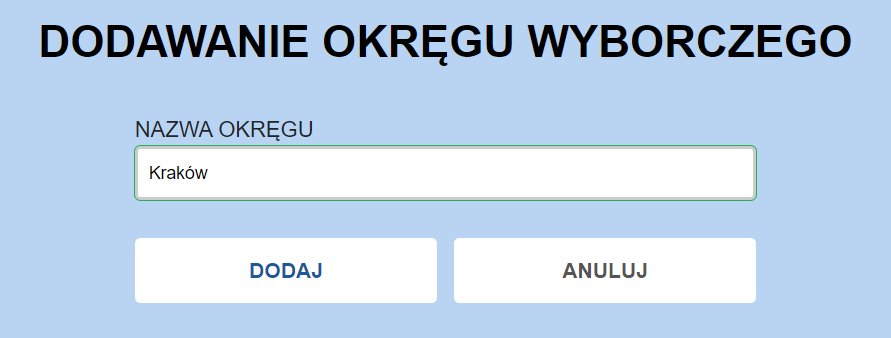 DODAWANIE OKRĘGU WYBORCZEGO
NAZWA OKRĘGU
Kraków
DODAJ ANULUJ